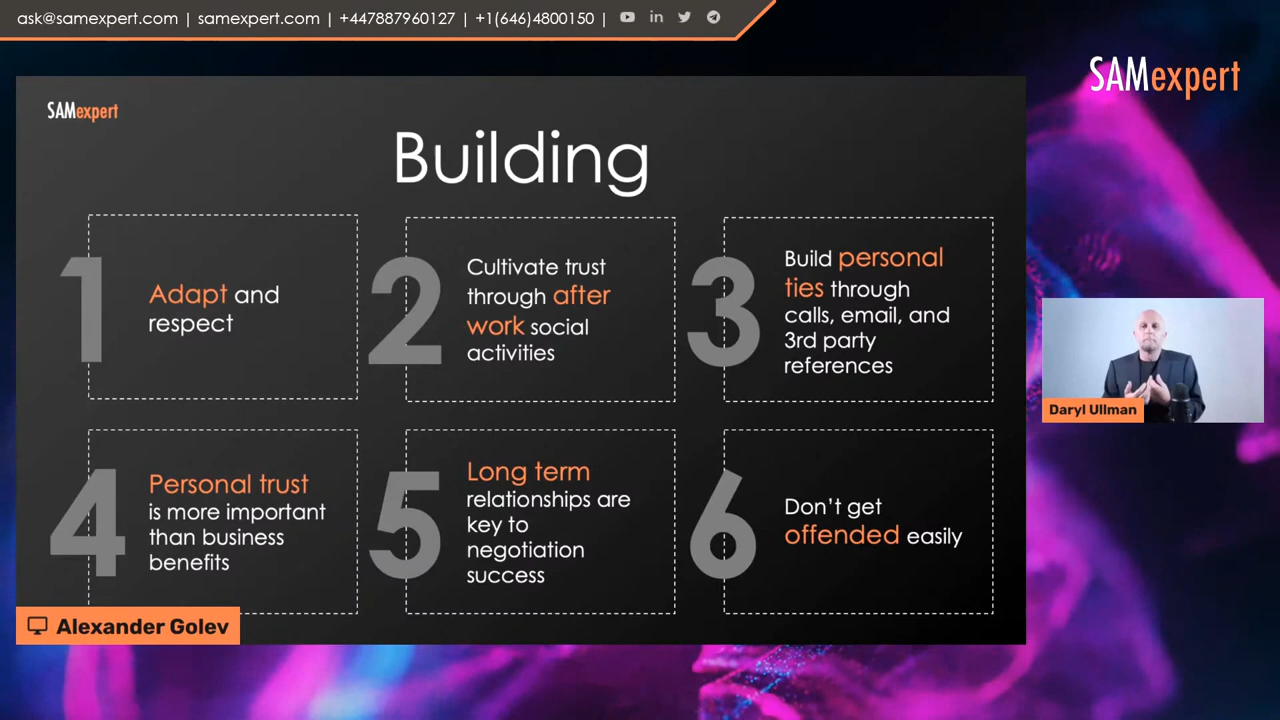 ask@samexpert.com | samexpert.com | +447887960127 | +1(646)4800150 |
SAMexpert
SAMexpert
Building
1
Adapt and
respect
2
Cultivate trust
through after
work social
activities
3
Build personal
ties through
calls, email, and
3rd party
references
4
Personal trust
is more important
than business
benefits
5
Long term
relationships are
key to
negotiation
success
6
Don't get
offended easily
Daryl Ullman
Alexander Golev